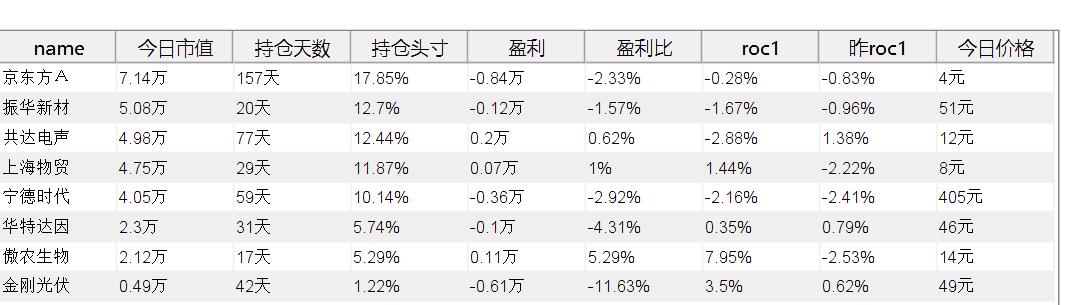 name 今日市值 持仓天数 持仓头寸 盈利 盈利比 roc1 昨roc1 今日价格
京东方Ａ 7.14万 157天 17.85% -0.84万 -2.33% -0.28% -0.83% 4元
振华新材 5.08万 20天 12.7% -0.12万 -1.57% -1.67% -0.96% 51元
共达电声 4.98万 77天 12.44% 0.2万 0.62% -2.88% 1.38% 12元
上海物贸 4.75万 29天 11.87% 0.07万 1% 1.44% -2.22% 8元
宁德时代 4.05万 59天 10.14% -0.36万 -2.92% -2.16% -2.41% 405元
华特达因 2.3万 31天 5.74% -0.1万 -4.31% 0.35% 0.79% 46元
傲农生物 2.12万 17天 5.29% 0.11万 5.29% 7.95% -2.53% 14元
金刚光伏 0.49万 42天 1.22% -0.61万 -11.63% 3.5% 0.62% 49元